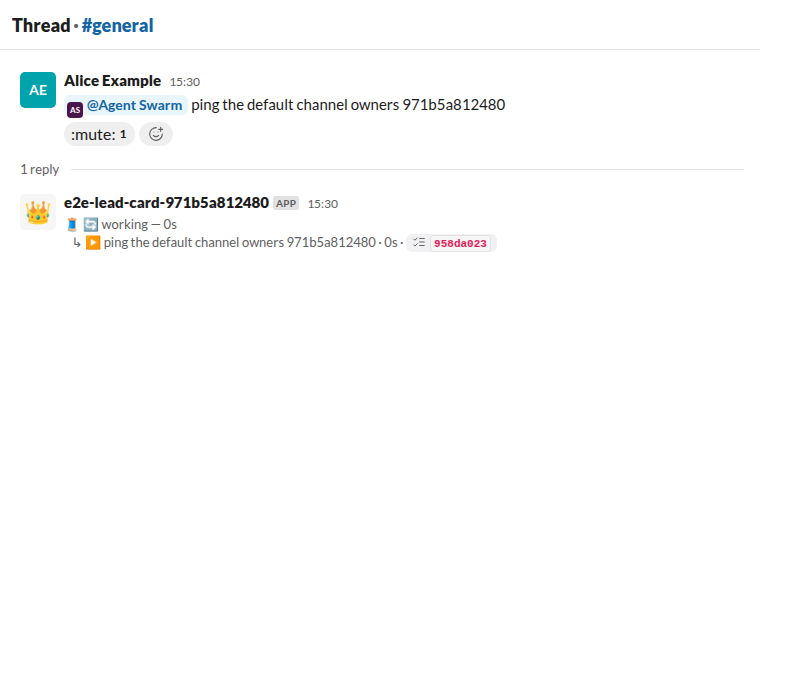 Thread • #general
AE
Alice Example 15:30
AS @Agent Swarm ping the default channel owners 971b5a812480
:mute: 1
1 reply
e2e-lead-card-971b5a812480 APP 15:30
🧵 🔄 working — 0s
↳ ▶️ ping the default channel owners 971b5a812480 · 0s · 958da023